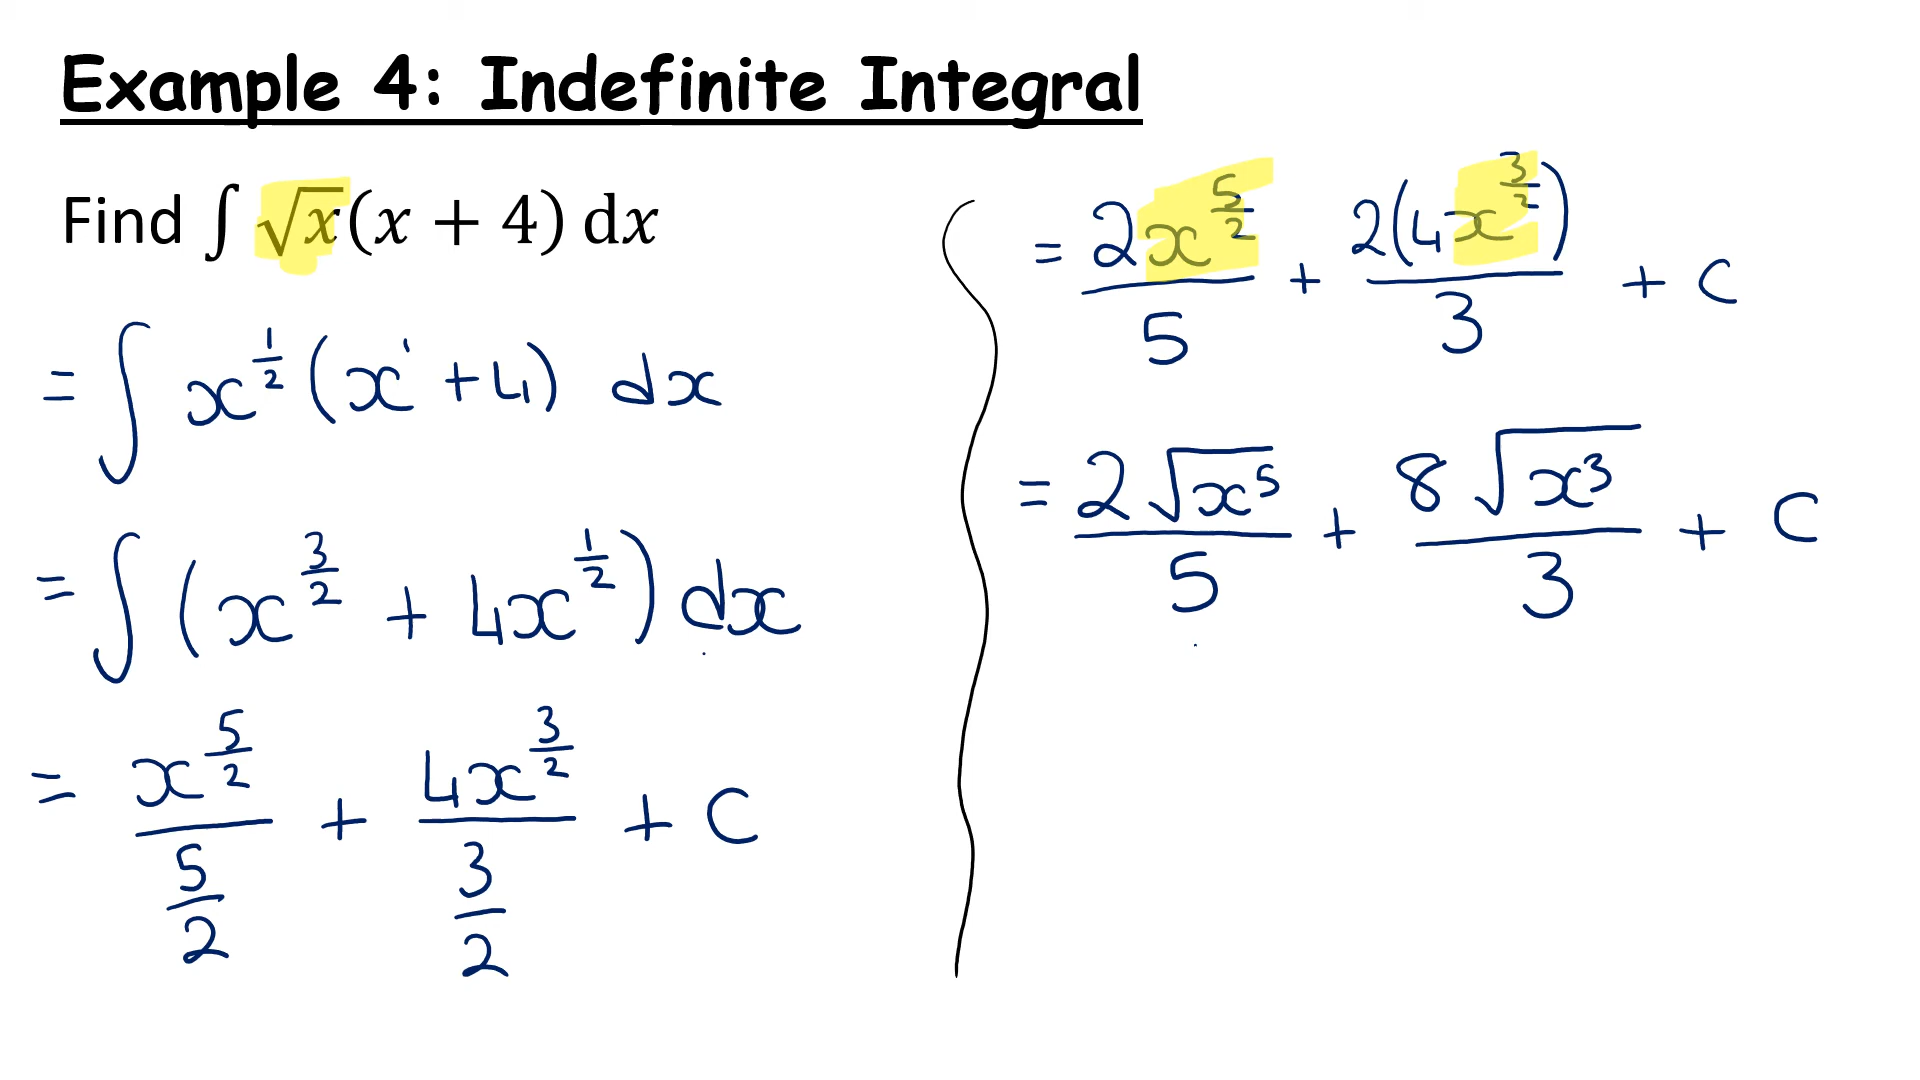 Example 4: Indefinite Integral
Find ∫ √x(x + 4) dx
= ∫ x^(1/2) (x^1 + 4) dx
= ∫ (x^(3/2) + 4x^(1/2)) dx
= x^(5/2) / (5/2) + 4x^(3/2) / (3/2) + C
= 2x^(5/2) / 5 + 2(4x^(3/2)) / 3 + C
= 2√x^5 / 5 + 8√x^3 / 3 + C